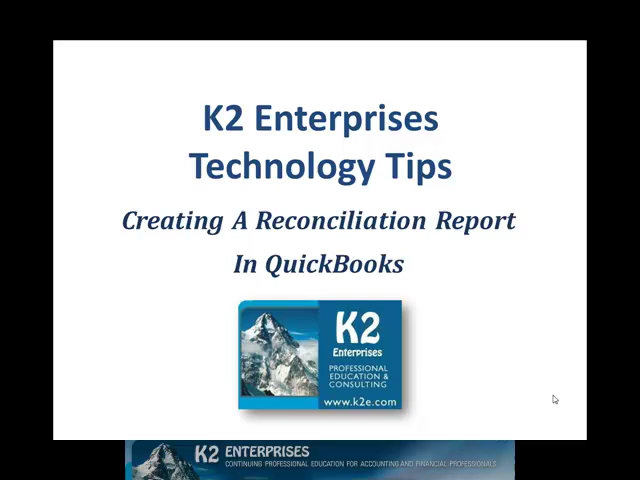 K2 Enterprises
Technology Tips
Creating A Reconciliation Report
In QuickBooks
K2
Enterprises
PROFESSIONAL
EDUCATION &
CONSULTING
www.k2e.com
K2 ENTERPRISES
CONTINUING PROFESSIONAL EDUCATION FOR ACCOUNTING AND FINANCIAL PROFESSIONALS